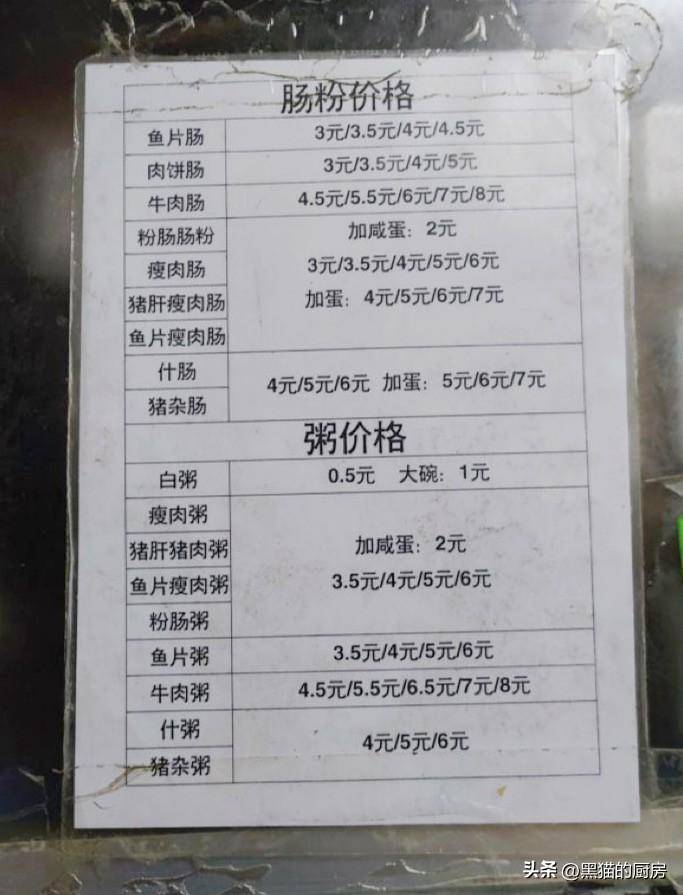 肠粉价格
鱼片肠 3元/3.5元/4元/4.5元
肉饼肠 3元/3.5元/4元/5元
牛肉肠 4.5元/5.5元/6元/7元/8元
粉肠肠粉 加咸蛋：2元
瘦肉肠 3元/3.5元/4元/5元/6元
猪肝瘦肉肠 加蛋：4元/5元/6元/7元
鱼片瘦肉肠
什肠
4元/5元/6元 加蛋：5元/6元/7元
猪杂肠
粥价格
白粥 0.5元 大碗：1元
瘦肉粥
猪肝猪肉粥 加咸蛋：2元
鱼片瘦肉粥 3.5元/4元/5元/6元
粉肠粥
鱼片粥 3.5元/4元/5元/6元
牛肉粥 4.5元/5.5元/6.5元/7元/8元
什粥
4元/5元/6元
猪杂粥
头条 @黑猫的厨房